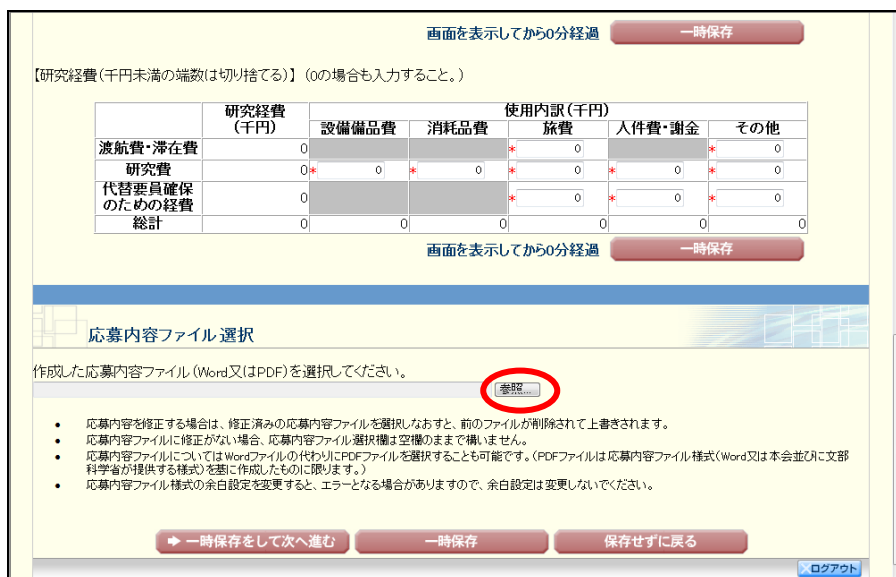 画面を表示してから0分経過 一時保存
【研究経費(千円未満の端数は切り捨てる)】 (0の場合も入力すること。)
研究経費(千円) 使用内訳(千円)
設備備品費 消耗品費 旅費 人件費・謝金 その他
渡航費・滞在費 0 * 0 * 0
研究費 0 * 0 * 0 * 0 * 0 * 0
代替要員確保のための経費 0 * 0 * 0 * 0
総計 0 0 0 0 0 0
画面を表示してから0分経過 一時保存
応募内容ファイル選択
作成した応募内容ファイル(Word又はPDF)を選択してください。
参照...
• 応募内容を修正する場合は、修正済みの応募内容ファイルを選択しなおすと、前のファイルが削除されて上書きされます。
• 応募内容ファイルに修正がない場合、応募内容ファイル選択欄は空欄のままで構いません。
• 応募内容ファイルについてはWordファイルの代わりにPDFファイルを選択することも可能です。(PDFファイルは応募内容ファイル様式(Word又は本会並びに文部
科学省が提供する様式)を基に作成したものに限ります。)
• 応募内容ファイル様式の余白設定を変更すると、エラーとなる場合がありますので、余白設定は変更しないでください。
一時保存をして次へ進む 一時保存 保存せずに戻る
ログアウト